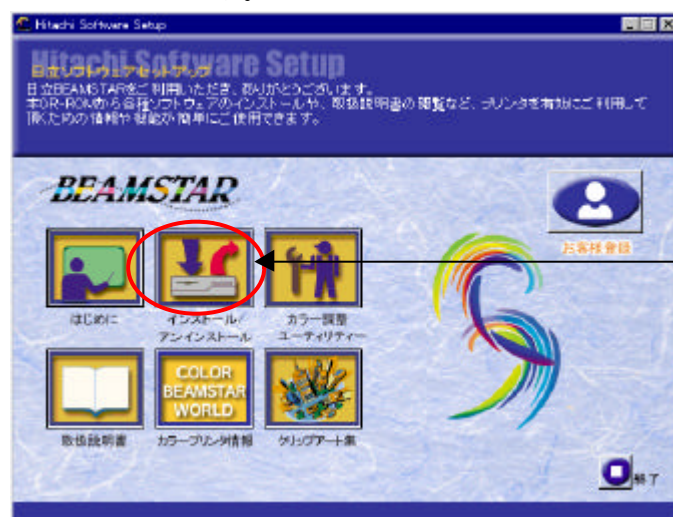 Hitachi Software Setup
Hitachi Software Setup
日立ソフトウェアセットアップ
日立BEAMSTARをご利用いただき、ありがとうございます。
本CR-ROMから各種ソフトウェアのインストールや、取扱説明書の閲覧など、プリンタを有効にご利用して
頂くための情報や機能が簡単にご使用できます。
BEAMSTAR
お客様登録
はじめに
インストール/
アンインストール
カラー調整
ユーティリティー
COLOR
BEAMSTAR
WORLD
取扱説明書
カラープリンタ情報
クリップアート集
終了